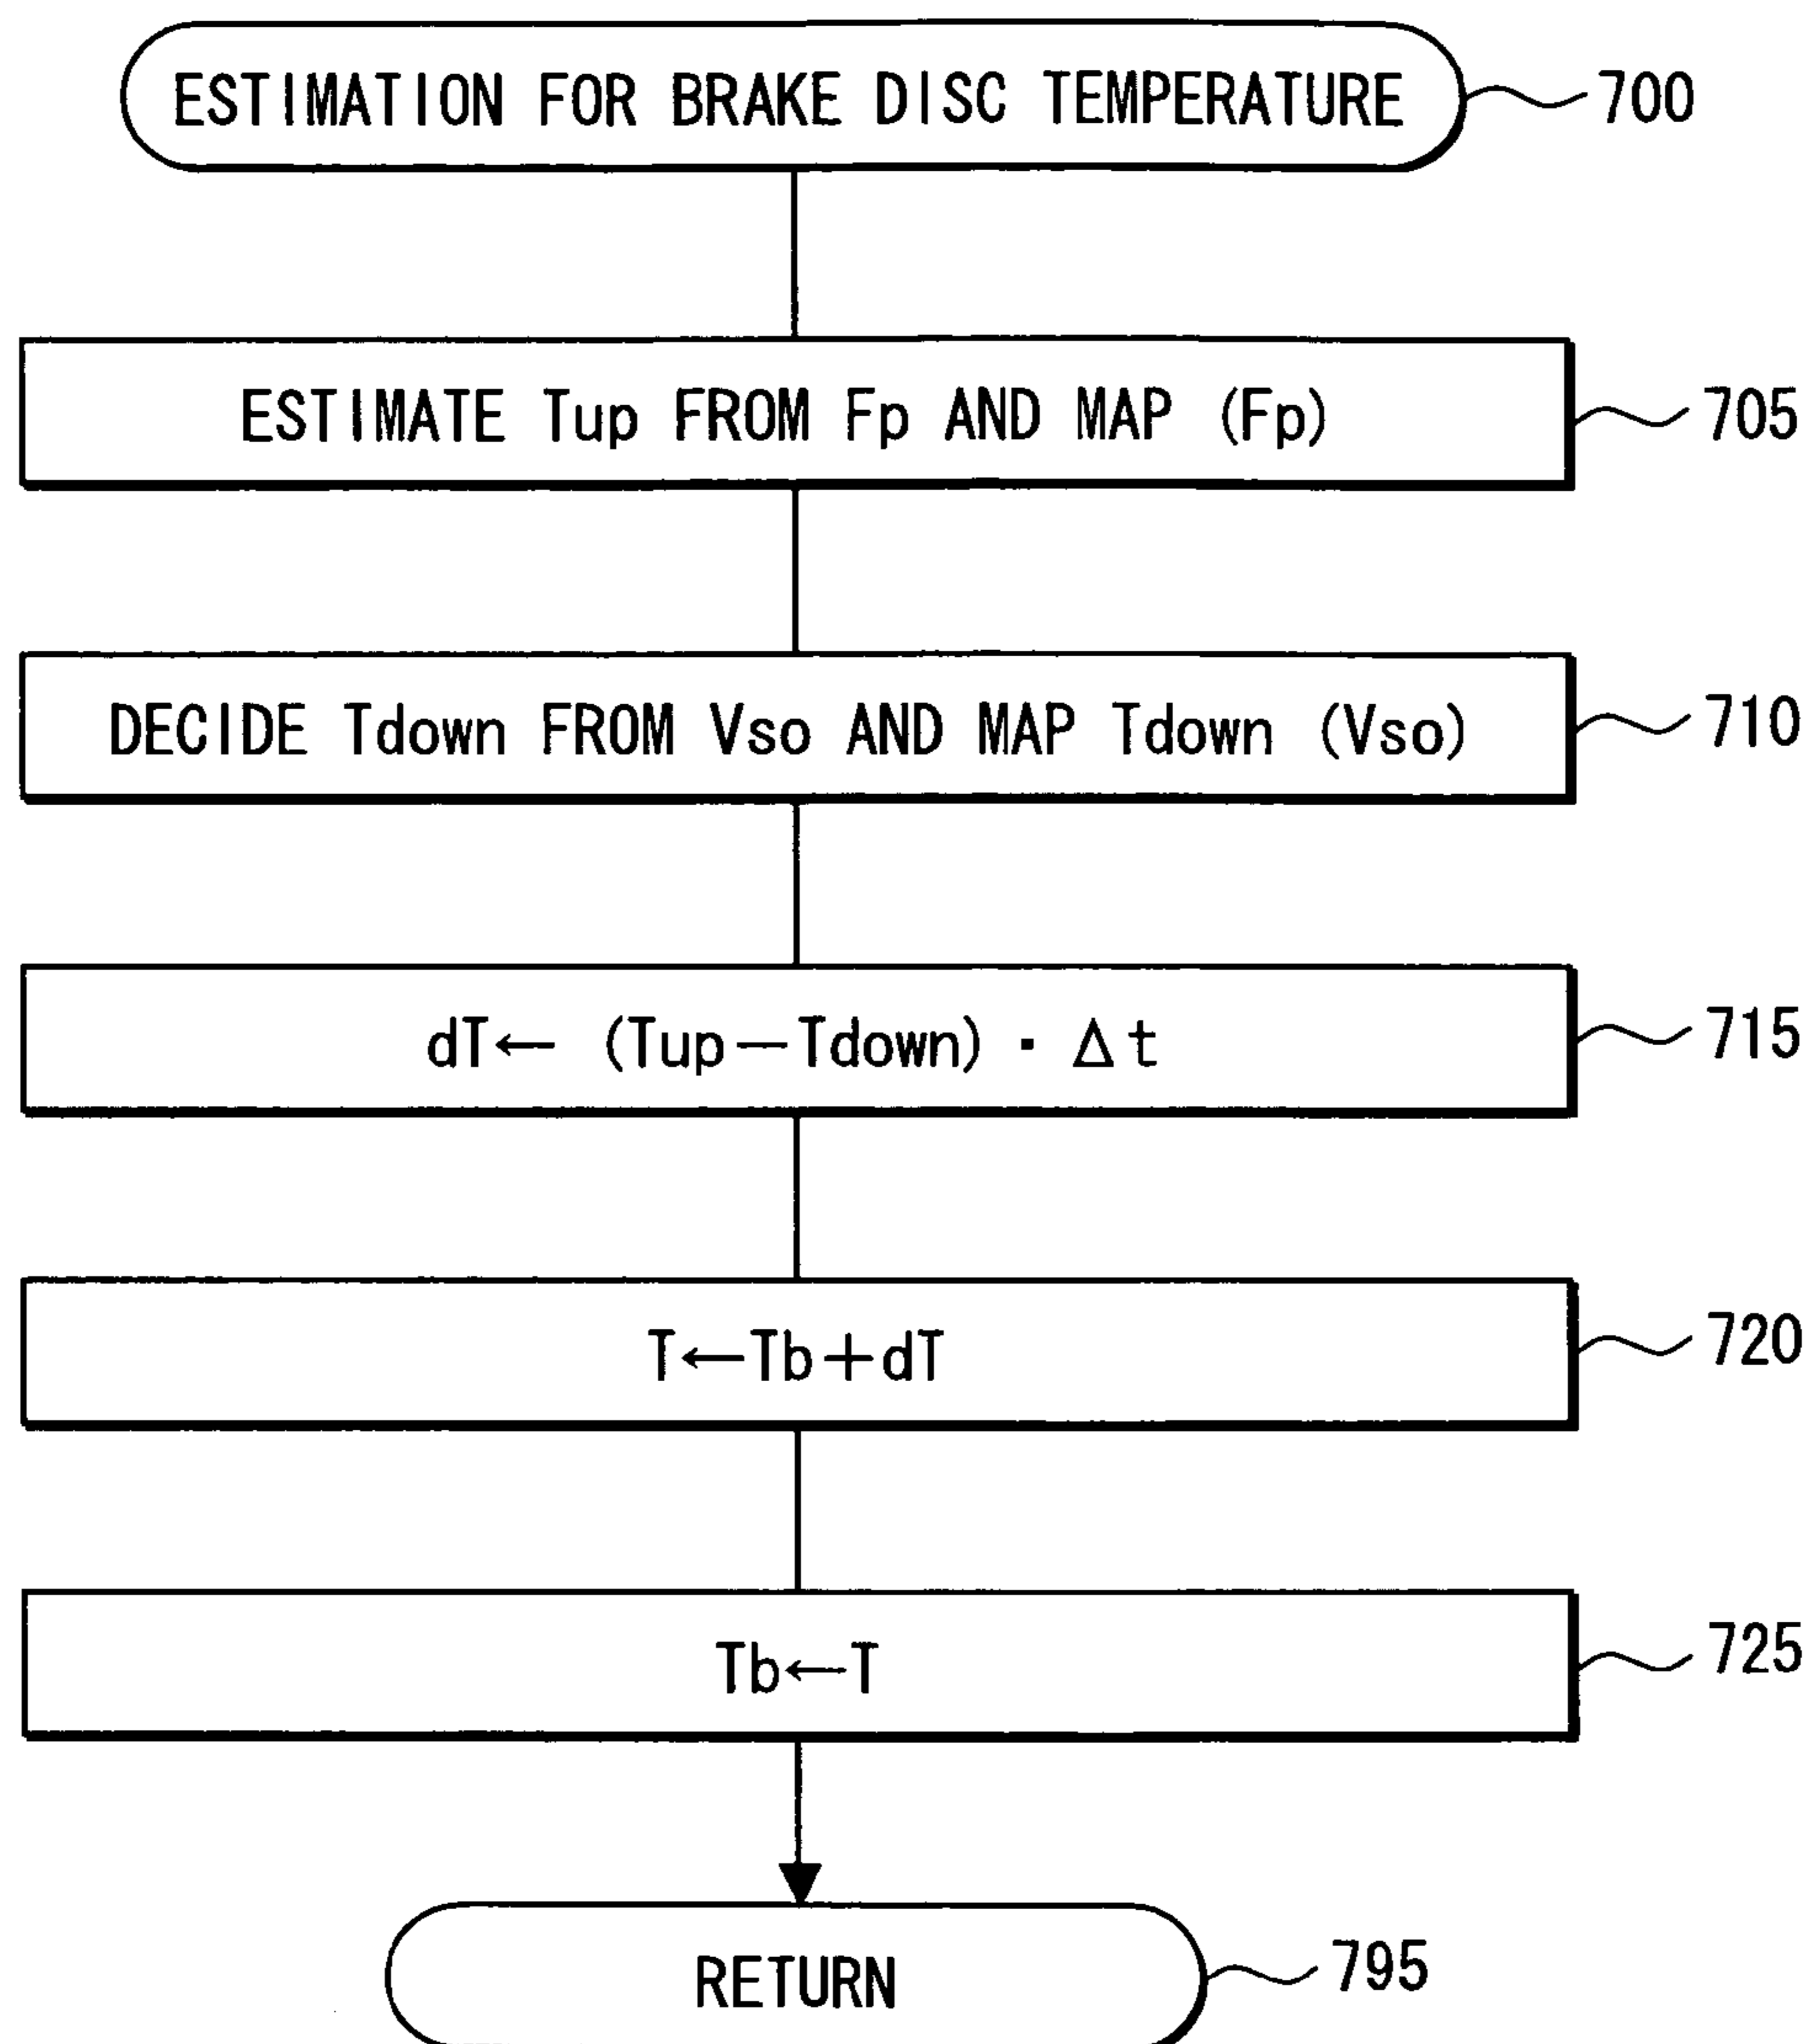 ESTIMATION FOR BRAKE DISC TEMPERATURE 700
ESTIMATE Tup FROM Fp AND MAP (Fp) 705
DECIDE Tdown FROM Vso AND MAP Tdown (Vso) 710
dT← (Tup—Tdown) · Δt 715
T←Tb+dT 720
Tb←T 725
RETURN 795